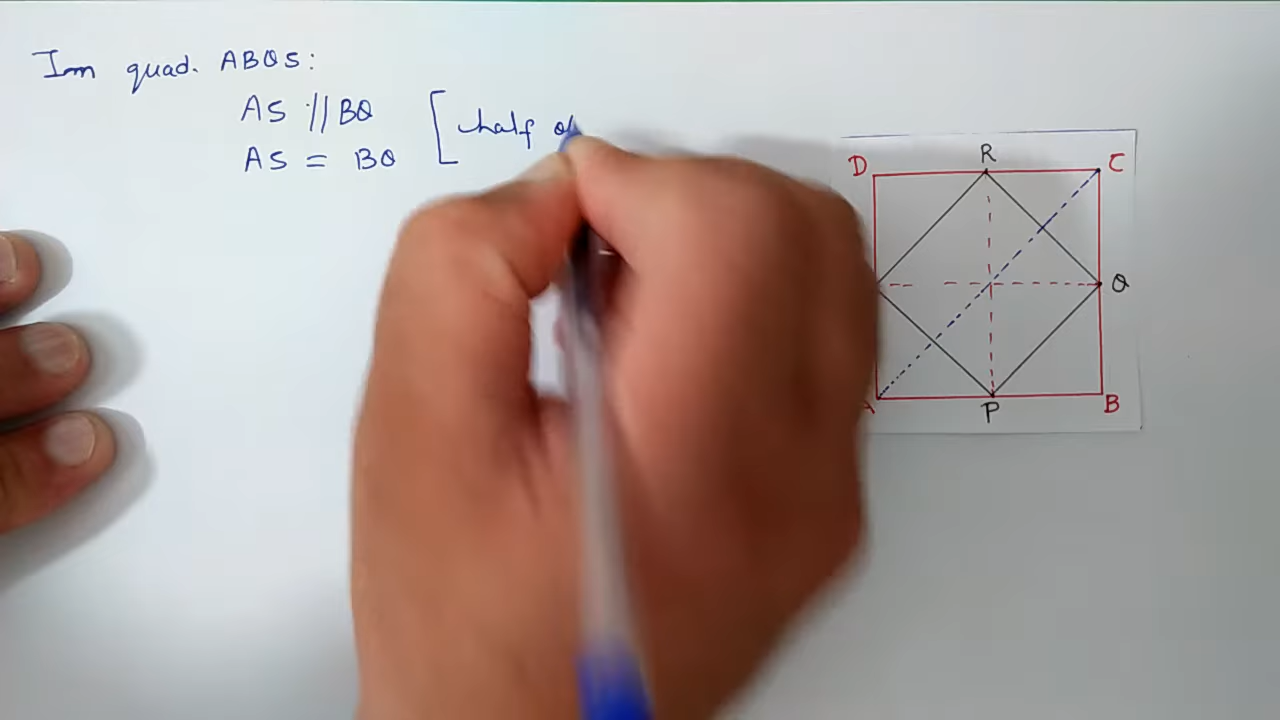 In quad. ABQS:
AS || BQ
AS = BQ [half of
D R C
Q
A P B